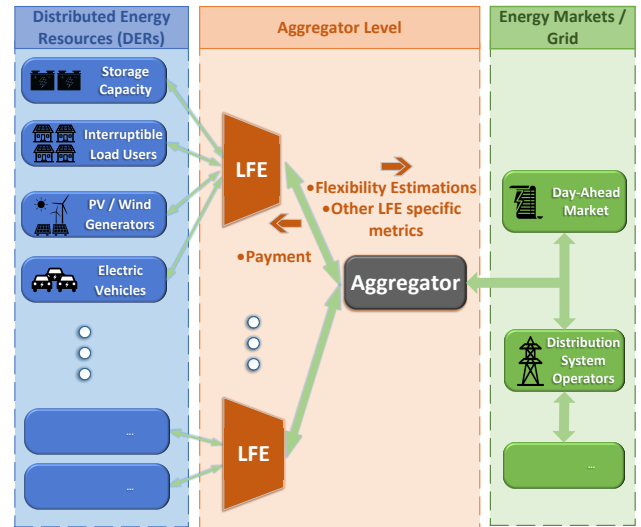 Distributed Energy
Resources (DERs)
Aggregator Level
Energy Markets /
Grid
Storage
Capacity
Interruptible
Load Users
PV / Wind
Generators
Electric
Vehicles
...
...
LFE
LFE
•Flexibility Estimations
•Other LFE specific
metrics
•Payment
Aggregator
Day-Ahead
Market
Distribution
System
Operators
...